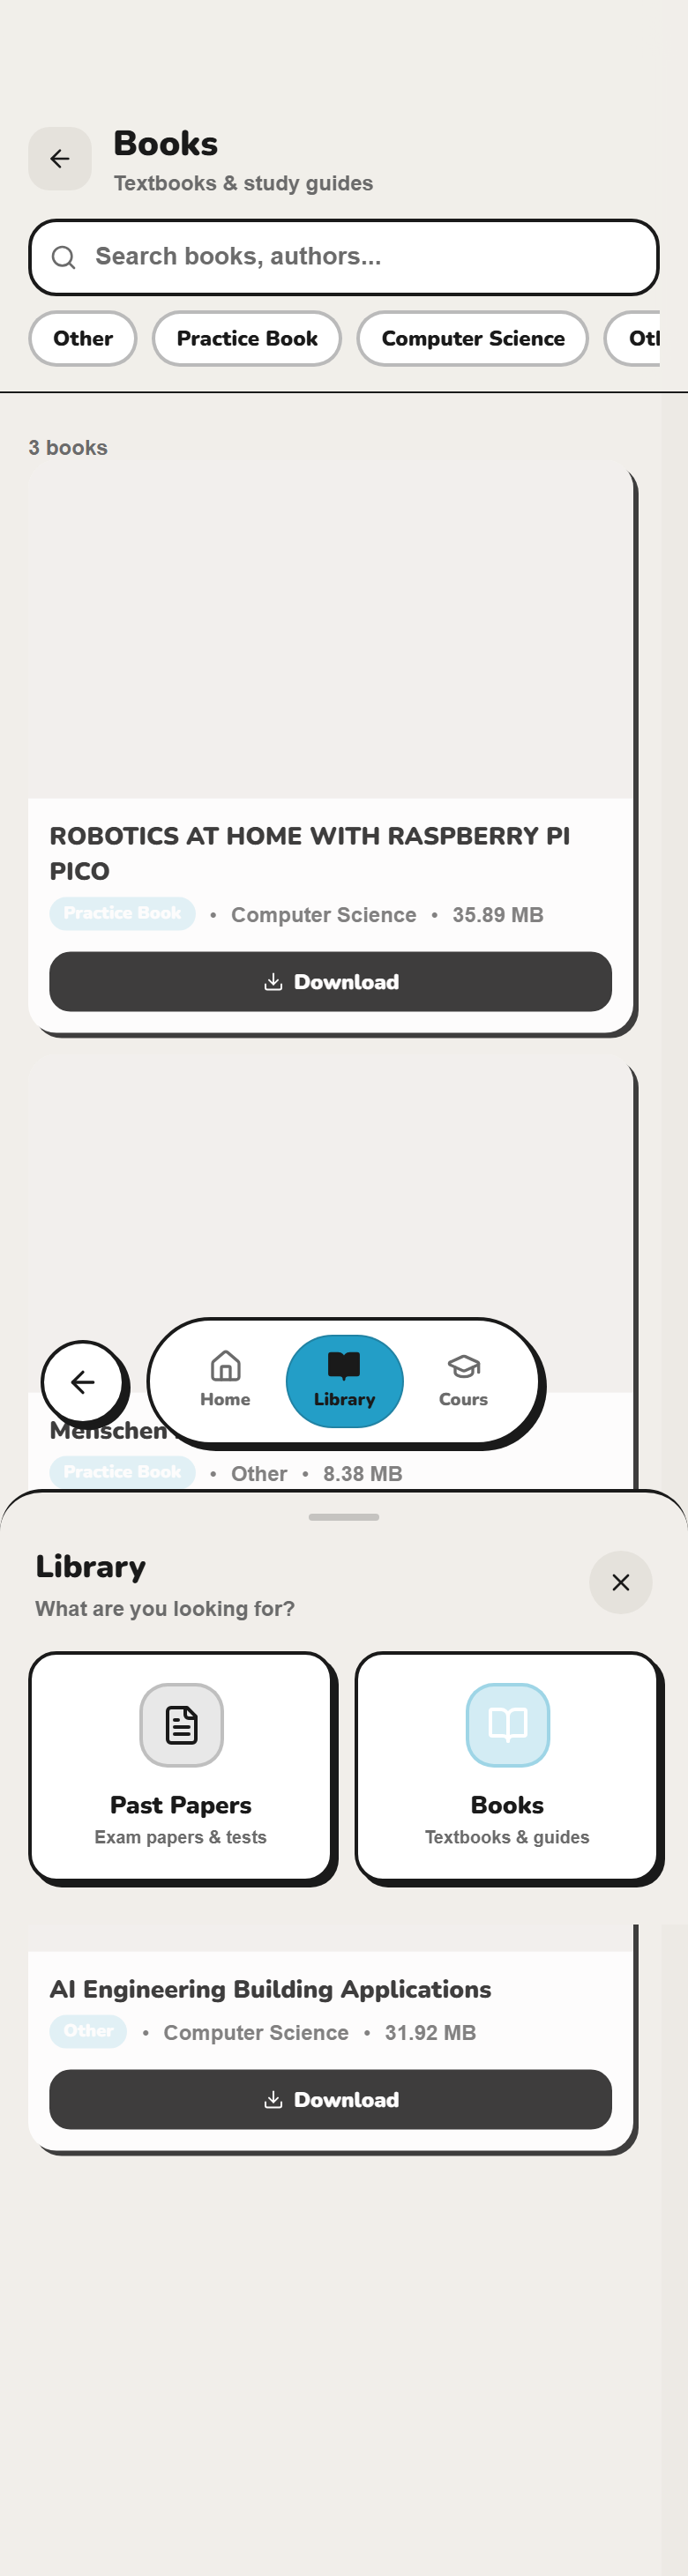 Books
Textbooks & study guides
Search books, authors...
Other
Practice Book
Computer Science
3 books
ROBOTICS AT HOME WITH RASPBERRY PI
PICO
Practice Book • Computer Science • 35.89 MB
Download
Home
Library
Cours
Menschen
Practice Book • Other • 8.38 MB
Library
What are you looking for?
Past Papers
Exam papers & tests
Books
Textbooks & guides
AI Engineering Building Applications
Other • Computer Science • 31.92 MB
Download